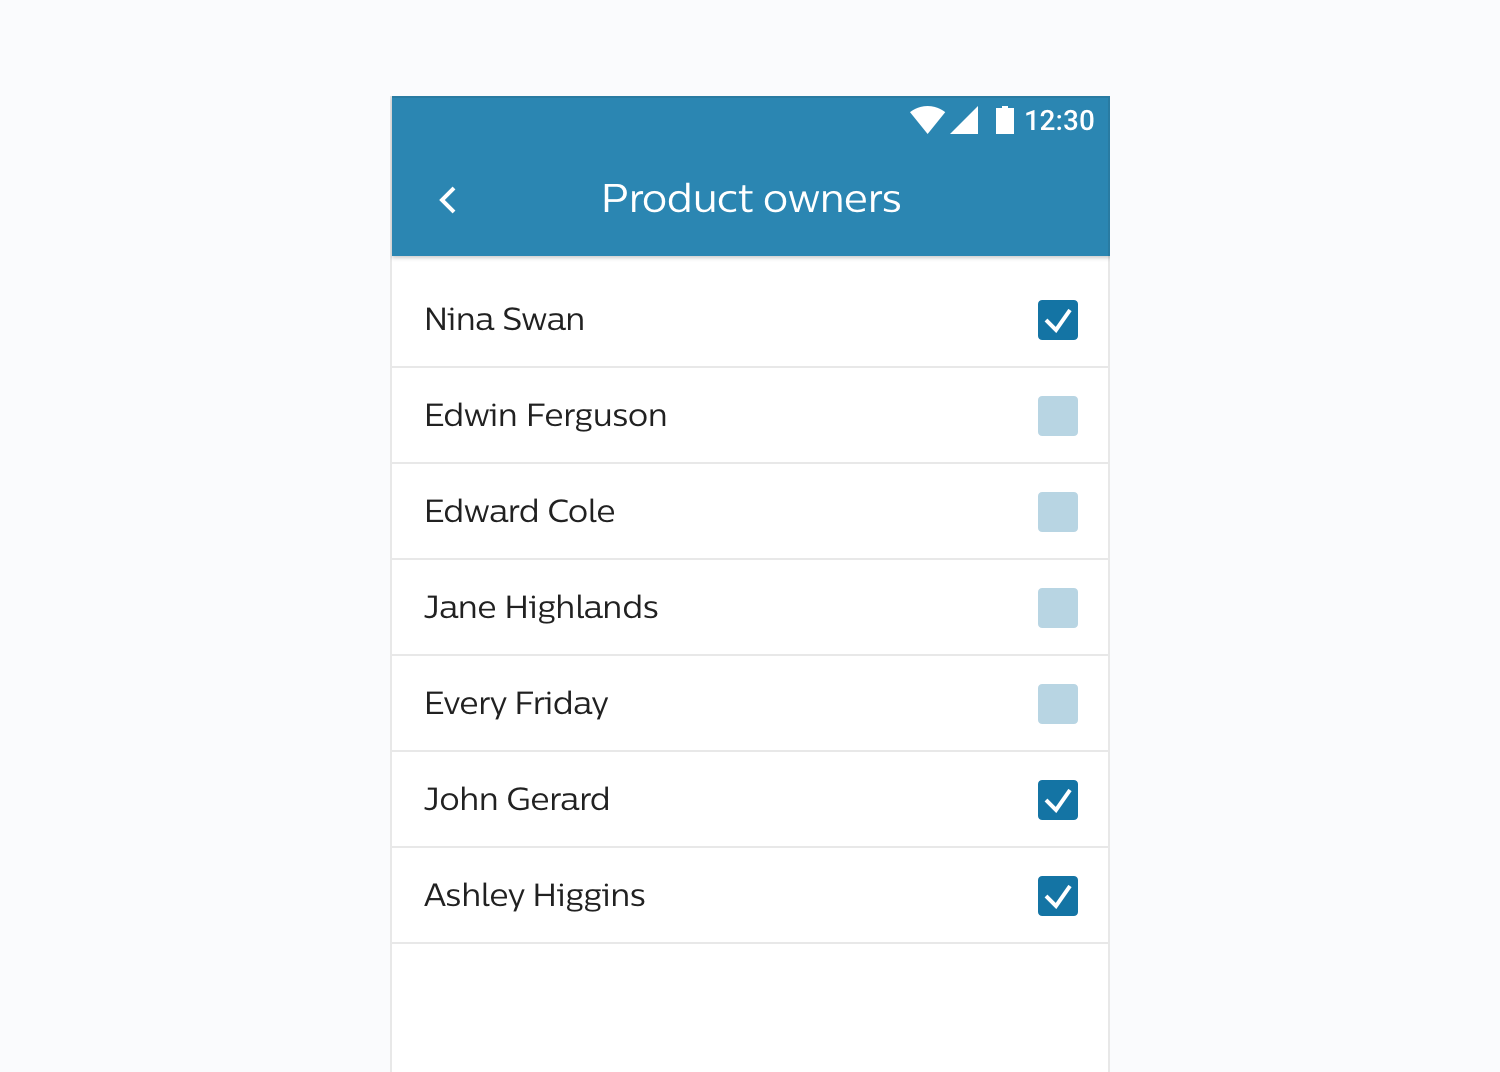 12:30
Product owners
Nina Swan
Edwin Ferguson
Edward Cole
Jane Highlands
Every Friday
John Gerard
Ashley Higgins